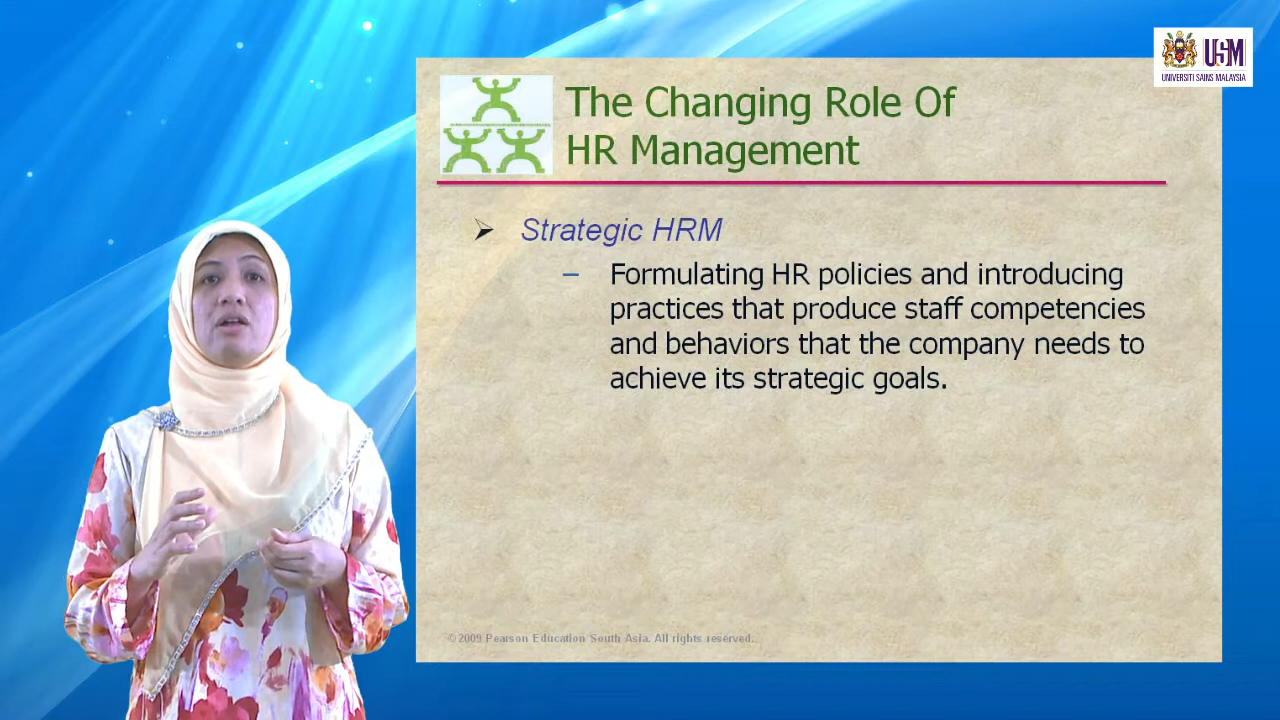 USM
UNIVERSITI SAINS MALAYSIA
The Changing Role Of
HR Management
➢ Strategic HRM
– Formulating HR policies and introducing
practices that produce staff competencies
and behaviors that the company needs to
achieve its strategic goals.
© 2009 Pearson Education South Asia. All rights reserved.